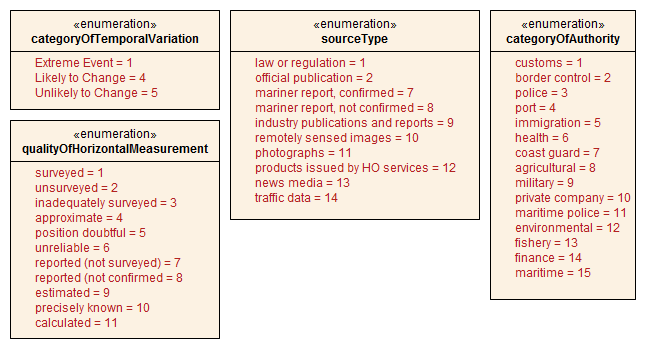 «enumeration»
categoryOfTemporalVariation
Extreme Event = 1
Likely to Change = 4
Unlikely to Change = 5
«enumeration»
qualityOfHorizontalMeasurement
surveyed = 1
unsurveyed = 2
inadequately surveyed = 3
approximate = 4
position doubtful = 5
unreliable = 6
reported (not surveyed) = 7
reported (not confirmed = 8
estimated = 9
precisely known = 10
calculated = 11
«enumeration»
sourceType
law or regulation = 1
official publication = 2
mariner report, confirmed = 7
mariner report, not confirmed = 8
industry publications and reports = 9
remotely sensed images = 10
photographs = 11
products issued by HO services = 12
news media = 13
traffic data = 14
«enumeration»
categoryOfAuthority
customs = 1
border control = 2
police = 3
port = 4
immigration = 5
health = 6
coast guard = 7
agricultural = 8
military = 9
private company = 10
maritime police = 11
environmental = 12
fishery = 13
finance = 14
maritime = 15